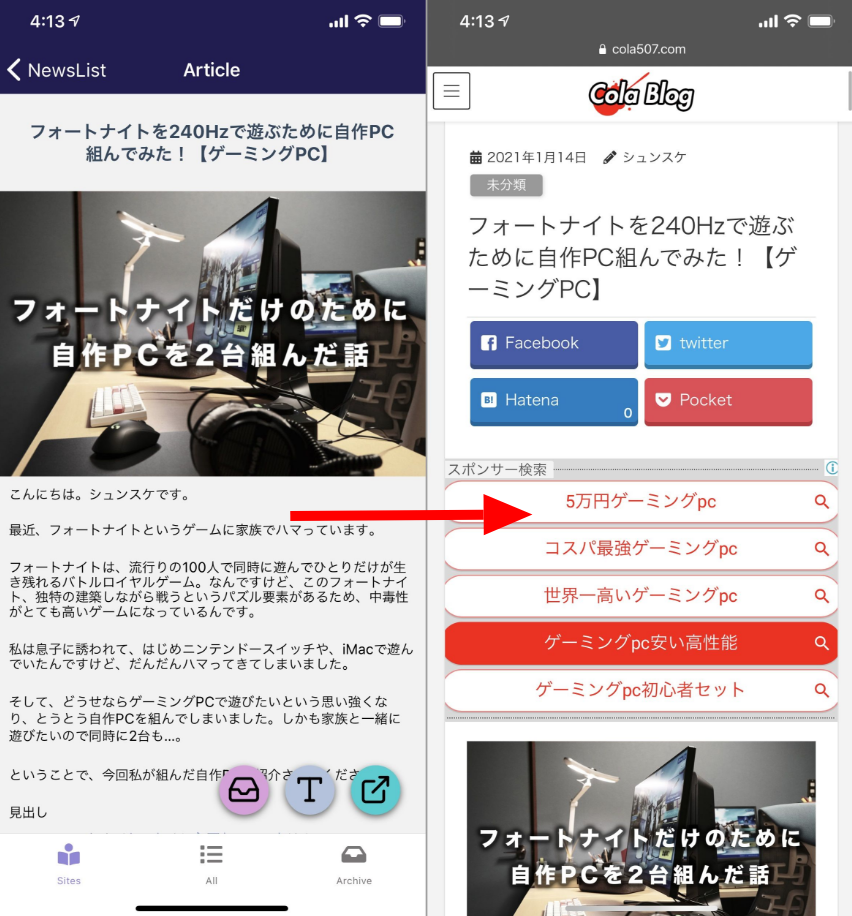 4:13
NewsList
Article
フォートナイトを240Hzで遊ぶために自作PC
組んでみた！【ゲーミングPC】
フォートナイトだけのために
自作PCを2台組んだ話
こんにちは。シュンスケです。
最近、フォートナイトというゲームに家族でハマっています。
フォートナイトは、流行りの100人で同時に遊んでひとりだけが生
き残れるバトルロイヤルゲーム。なんですけど、このフォートナイ
ト、独特の建築しながら戦うというパズル要素があるため、中毒性
がとても高いゲームになっているんです。
私は息子に誘われて、はじめニンテンドースイッチや、iMacで遊ん
でいたんですけど、だんだんハマってきてしまいました。
そして、どうせならゲーミングPCで遊びたいという思い強くな
り、とうとう自作PCを組んでしまいました。しかも家族と一緒に
遊びたいので同時に2台も...。
ということで、今回私が組んだ自作
T
見出し
Sites
All
Archive
4:13
cola507.com
Cola Blog
2021年1月14日
シュンスケ
未分類
フォートナイトを240Hzで遊ぶ
ために自作PC組んでみた！【ゲ
ーミングPC】
Facebook
twitter
B!
Hatena
0
Pocket
スポンサー検索
5万円ゲーミングpc
コスパ最強ゲーミングpc
世界一高いゲーミングpc
ゲーミングpc安い高性能
ゲーミングpc初心者セット
フォートナイトだけのために
自作PCを2台組んだ話